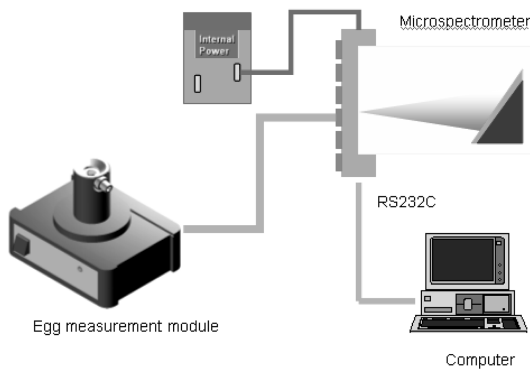 Microspectrometer
Internal
Power
RS232C
Egg measurement module
Computer